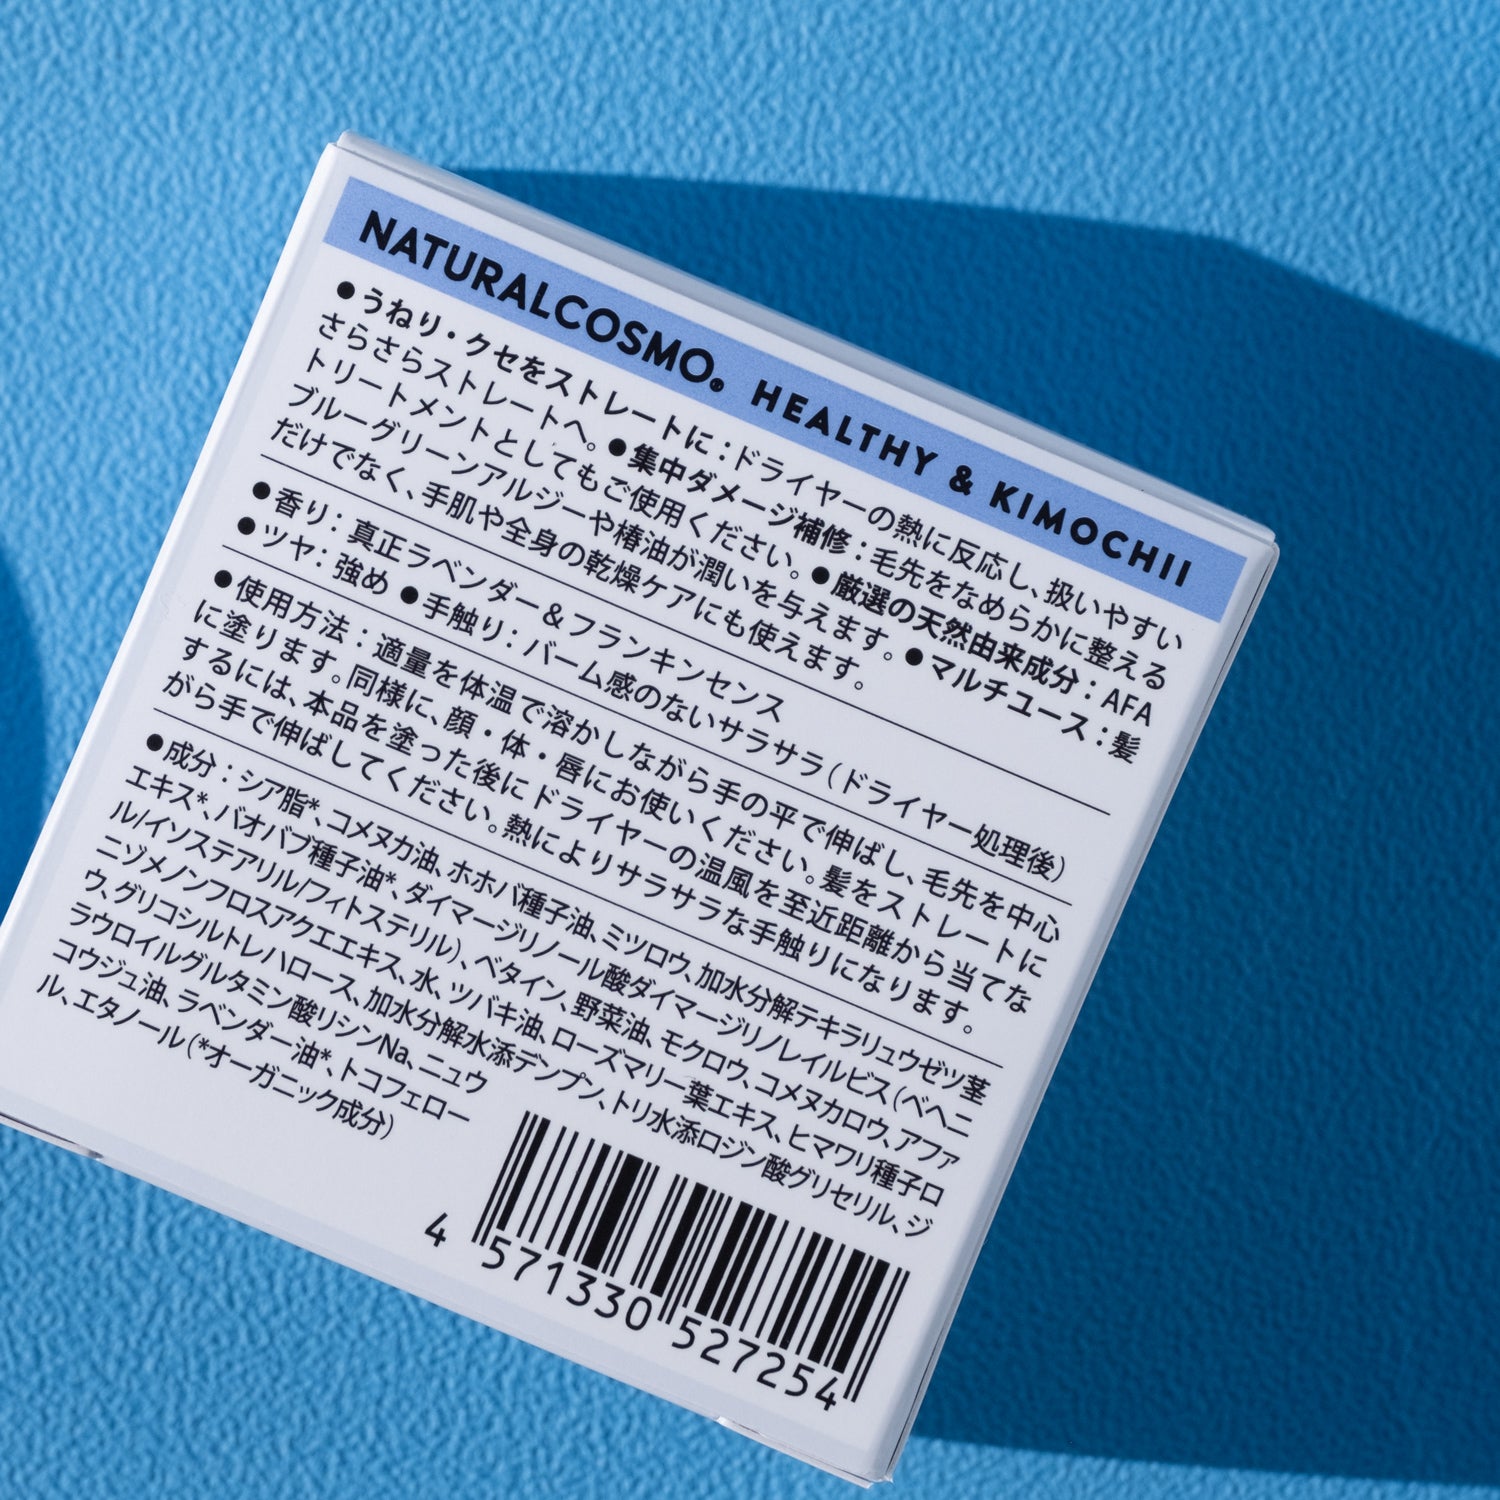 NATURALCOSMO® HEALTHY & KIMOCHII
●うねり・クセをストレートに：ドライヤーの熱に反応し、扱いやすい
さらさらストレートへ。●集中ダメージ補修：毛先をなめらかに整える
トリートメントとしてもご使用ください。●厳選の天然由来成分：AFA
ブルーグリーンアルジーや椿油が潤いを与えます。●マルチユース：髪
だけでなく、手肌や全身の乾燥ケアにも使えます。
●香り：真正ラベンダー＆フランキンセンス
●ツヤ：強め ●手触り：バーム感のないサラサラ（ドライヤー処理後）
●使用方法：適量を体温で溶かしながら手の平で伸ばし、毛先を中心
に塗ります。同様に、顔・体・唇にお使いください。髪をストレートに
するには、本品を塗った後にドライヤーの温風を至近距離から当てな
がら手で伸ばしてください。熱によりサラサラな手触りになります。
●成分：シア脂*、コメヌカ油、ホホバ種子油、ミツロウ、加水分解テキラリュウゼツ茎
エキス*、バオバブ種子油*、ダイマージリノール酸ダイマージリノレイルビス（ベヘニ
ル/イソステアリル/フィトステリル）、ベタイン、野菜油、モクロウ、コメヌカロウ、アファ
ニゾメノンフロスアクエエキス、水、ツバキ油、ローズマリー葉エキス、ヒマワリ種子ロ
ウ、グリコシルトレハロース、加水分解水添デンプン、トリ水添ロジン酸グリセリル、ジ
ラウロイルグルタミン酸リシンNa、ニュウ
コウジュ油、ラベンダー油*、トコフェロー
ル、エタノール（*オーガニック成分）
4 571330 527254